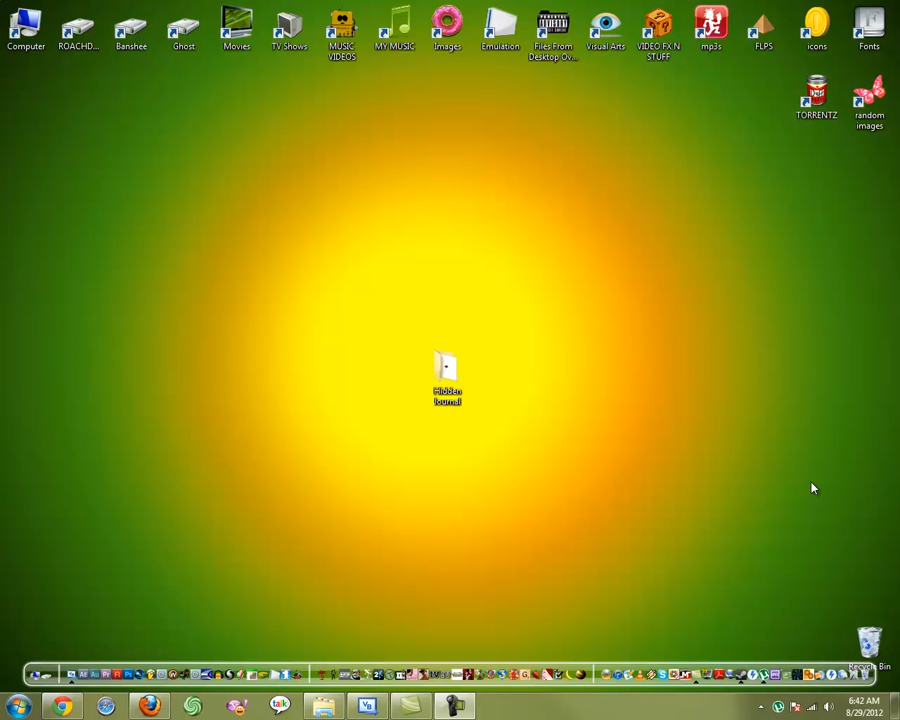 Computer
ROACHD...
Banshee
Ghost
Movies
TV Shows
MUSIC
VIDEOS
MY MUSIC
Images
Emulation
Files From
Desktop Ov...
Visual Arts
VIDEO FX N
STUFF
mp3s
FLPS
icons
Fonts
TORRENTZ
random
images
Hidden
Journal
Recycle Bin
talk
6:42 AM
8/29/2012